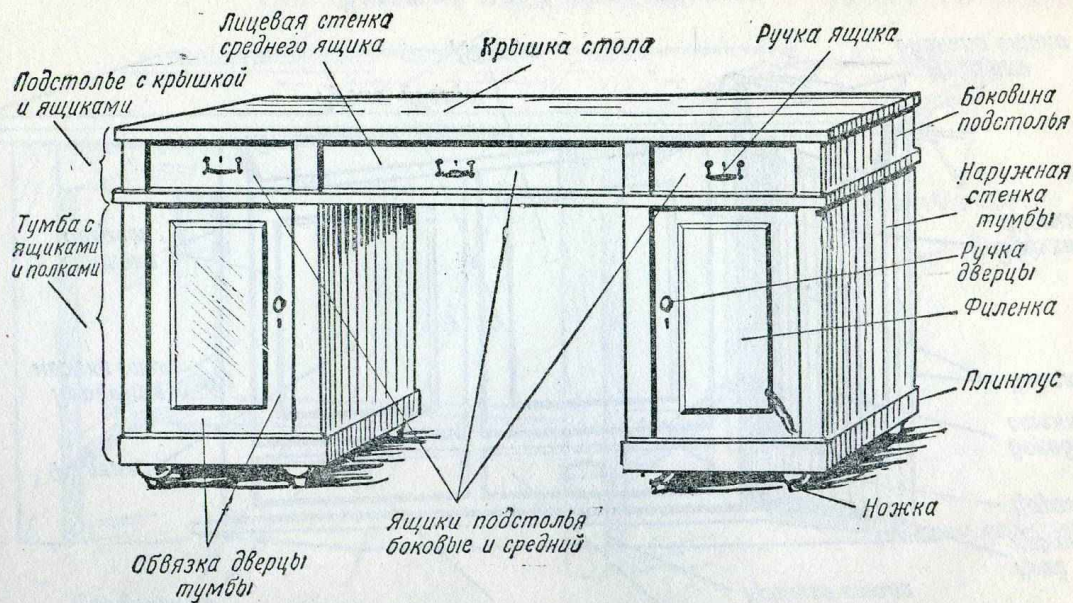 Лицевая стенка
среднего ящика
Крышка стола
Ручка ящика
Подстолье с крышкой
и ящиками
Боковина
подстолья
Наружная
стенка
тумбы
Тумба с
ящиками
и полками
Ручка
дверцы
Филенка
Плинтус
Ножка
Ящики подстолья
боковые и средний
Обвязка дверцы
тумбы